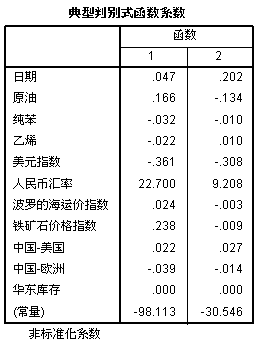 典型判别式函数系数
函数
1 2
日期 .047 .202
原油 .166 -.134
纯苯 -.032 -.010
乙烯 -.022 .010
美元指数 -.361 -.308
人民币汇率 22.700 9.208
波罗的海运价指数 .024 -.003
铁矿石价格指数 .238 -.009
中国-美国 .022 .027
中国-欧洲 -.039 -.014
华东库存 .000 .000
(常量) -98.113 -30.546
非标准化系数